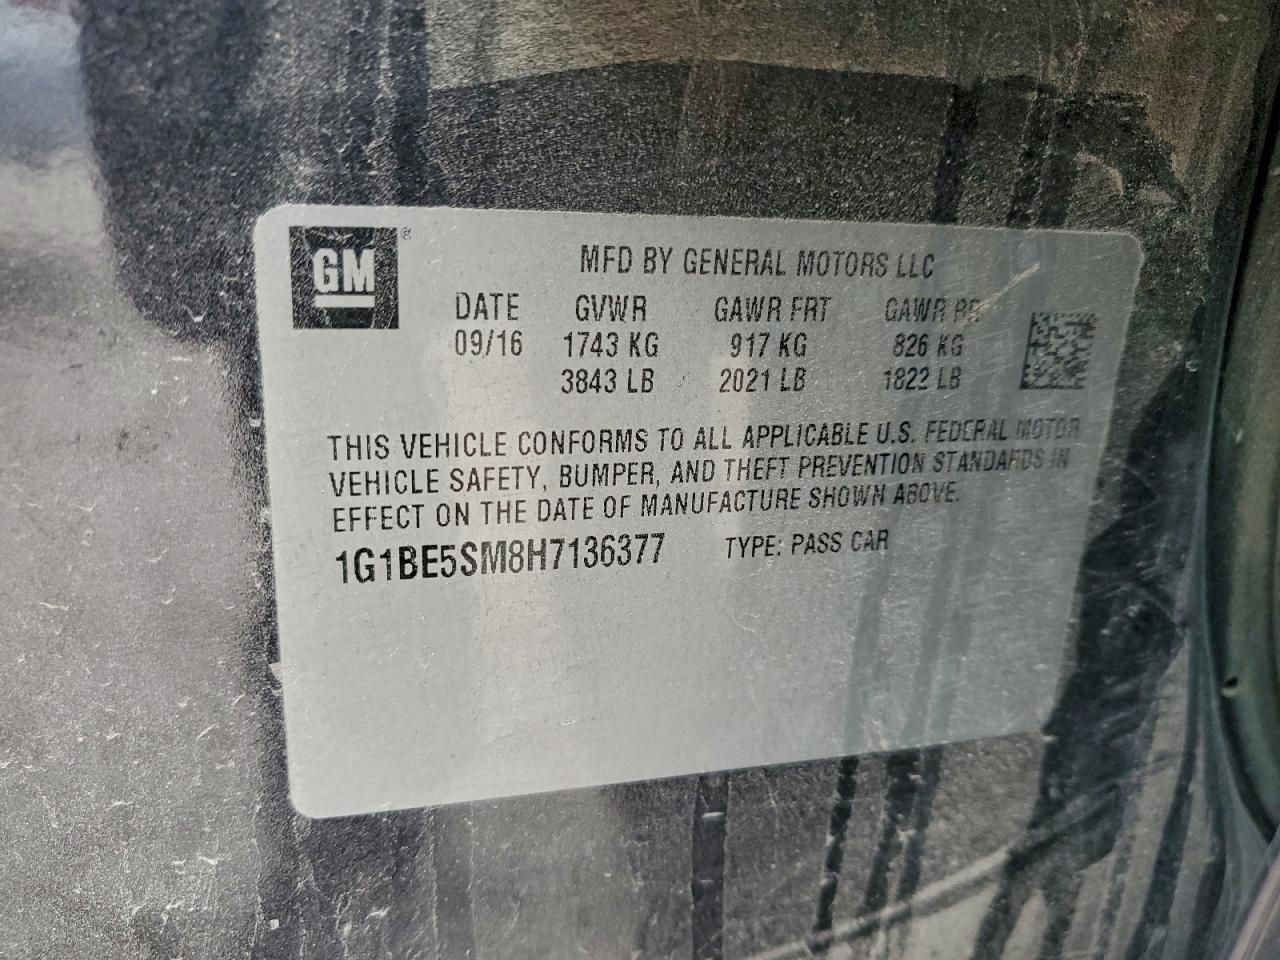 GM®
MFD BY GENERAL MOTORS LLC
DATE GVWR GAWR FRT GAWR RR
09/16 1743 KG 917 KG 826 KG
3843 LB 2021 LB 1822 LB
THIS VEHICLE CONFORMS TO ALL APPLICABLE U.S. FEDERAL MOTOR
VEHICLE SAFETY, BUMPER, AND THEFT PREVENTION STANDARDS IN
EFFECT ON THE DATE OF MANUFACTURE SHOWN ABOVE.
1G1BE5SM8H7136377 TYPE: PASS CAR